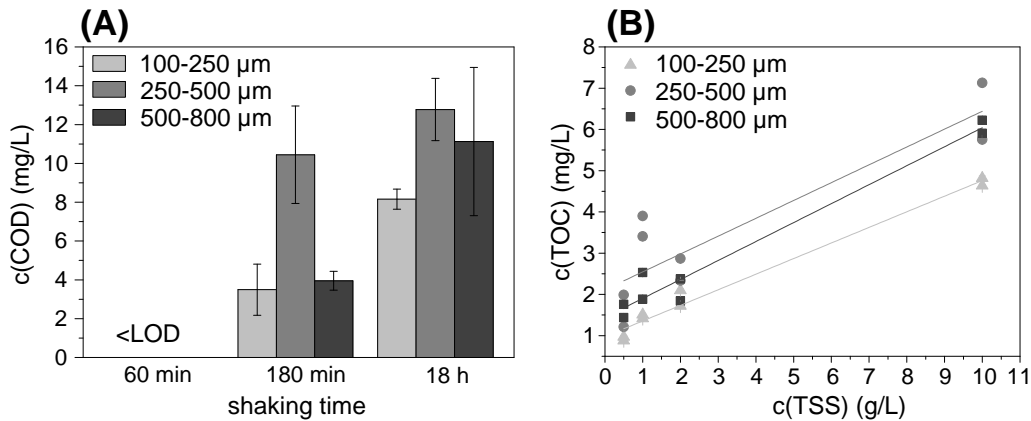 (A)
16
14
12
10
8
6
4
2
0
c(COD) (mg/L)
100-250 µm
250-500 µm
500-800 µm
<LOD
60 min 180 min 18 h
shaking time
(B)
8
7
6
5
4
3
2
1
c(TOC) (mg/L)
100-250 µm
250-500 µm
500-800 µm
0 1 2 3 4 5 6 7 8 9 10 11
c(TSS) (g/L)